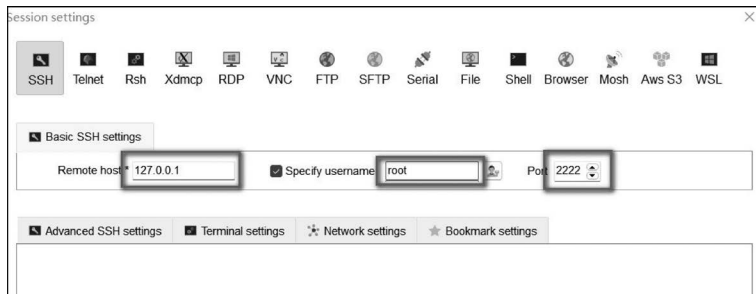 Session settings
SSH Telnet Rsh Xdmcp RDP VNC FTP SFTP Serial File Shell Browser Mosh Aws S3 WSL
Basic SSH settings
Remote host * 127.0.0.1 Specify username root Port 2222
Advanced SSH settings Terminal settings Network settings Bookmark settings